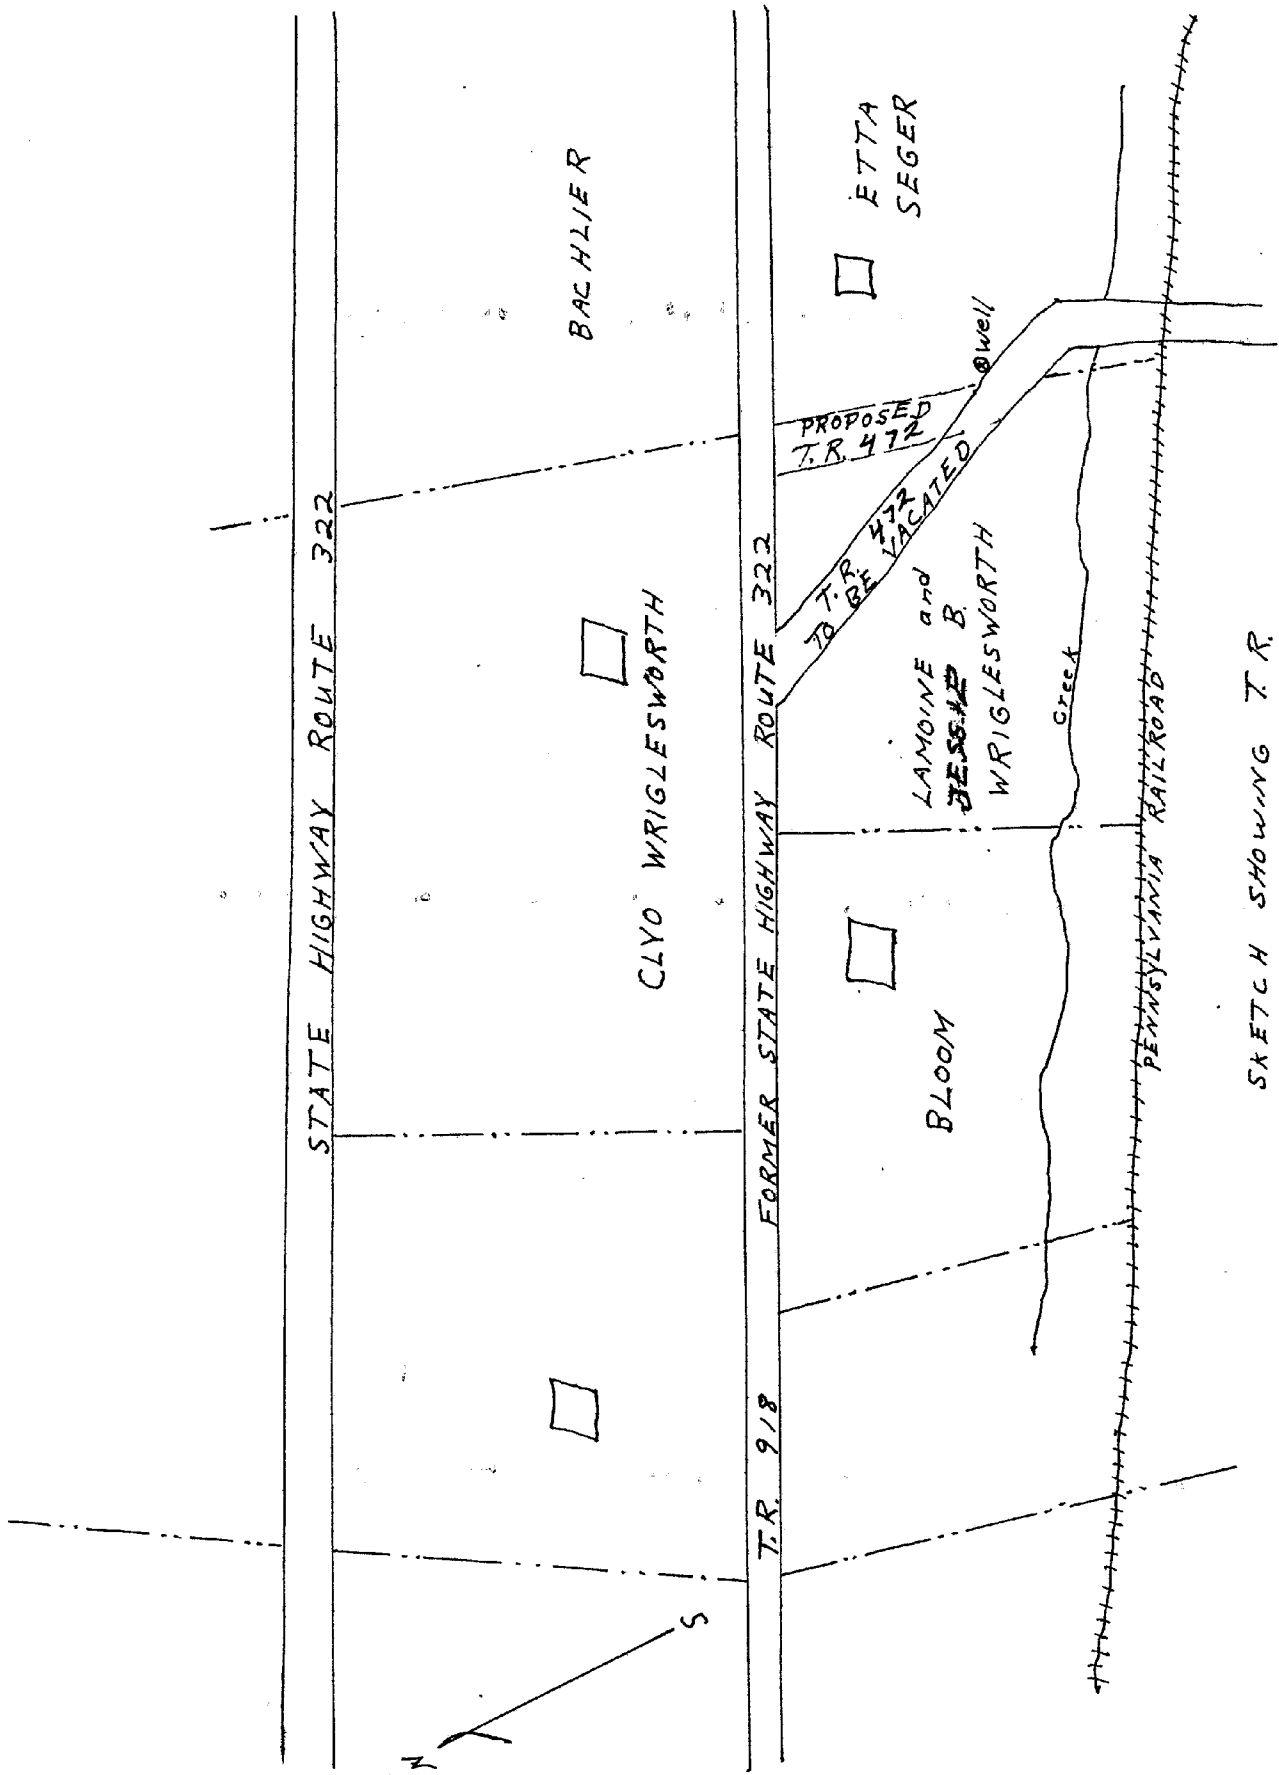 STATE HIGHWAY ROUTE 322
BACHLIER
CLYO WRIGLESWORTH
T.R. 918 FORMER STATE HIGHWAY ROUTE 322
ETTA
SEGER
Well
PROPOSED
T.R. 472
T.R. 472
TO BE VACATED
LAMOINE and
B.
WRIGLESWORTH
BLOOM
Creek
PENNSYLVANIA RAILROAD
N
S
SKETCH SHOWING T.R.